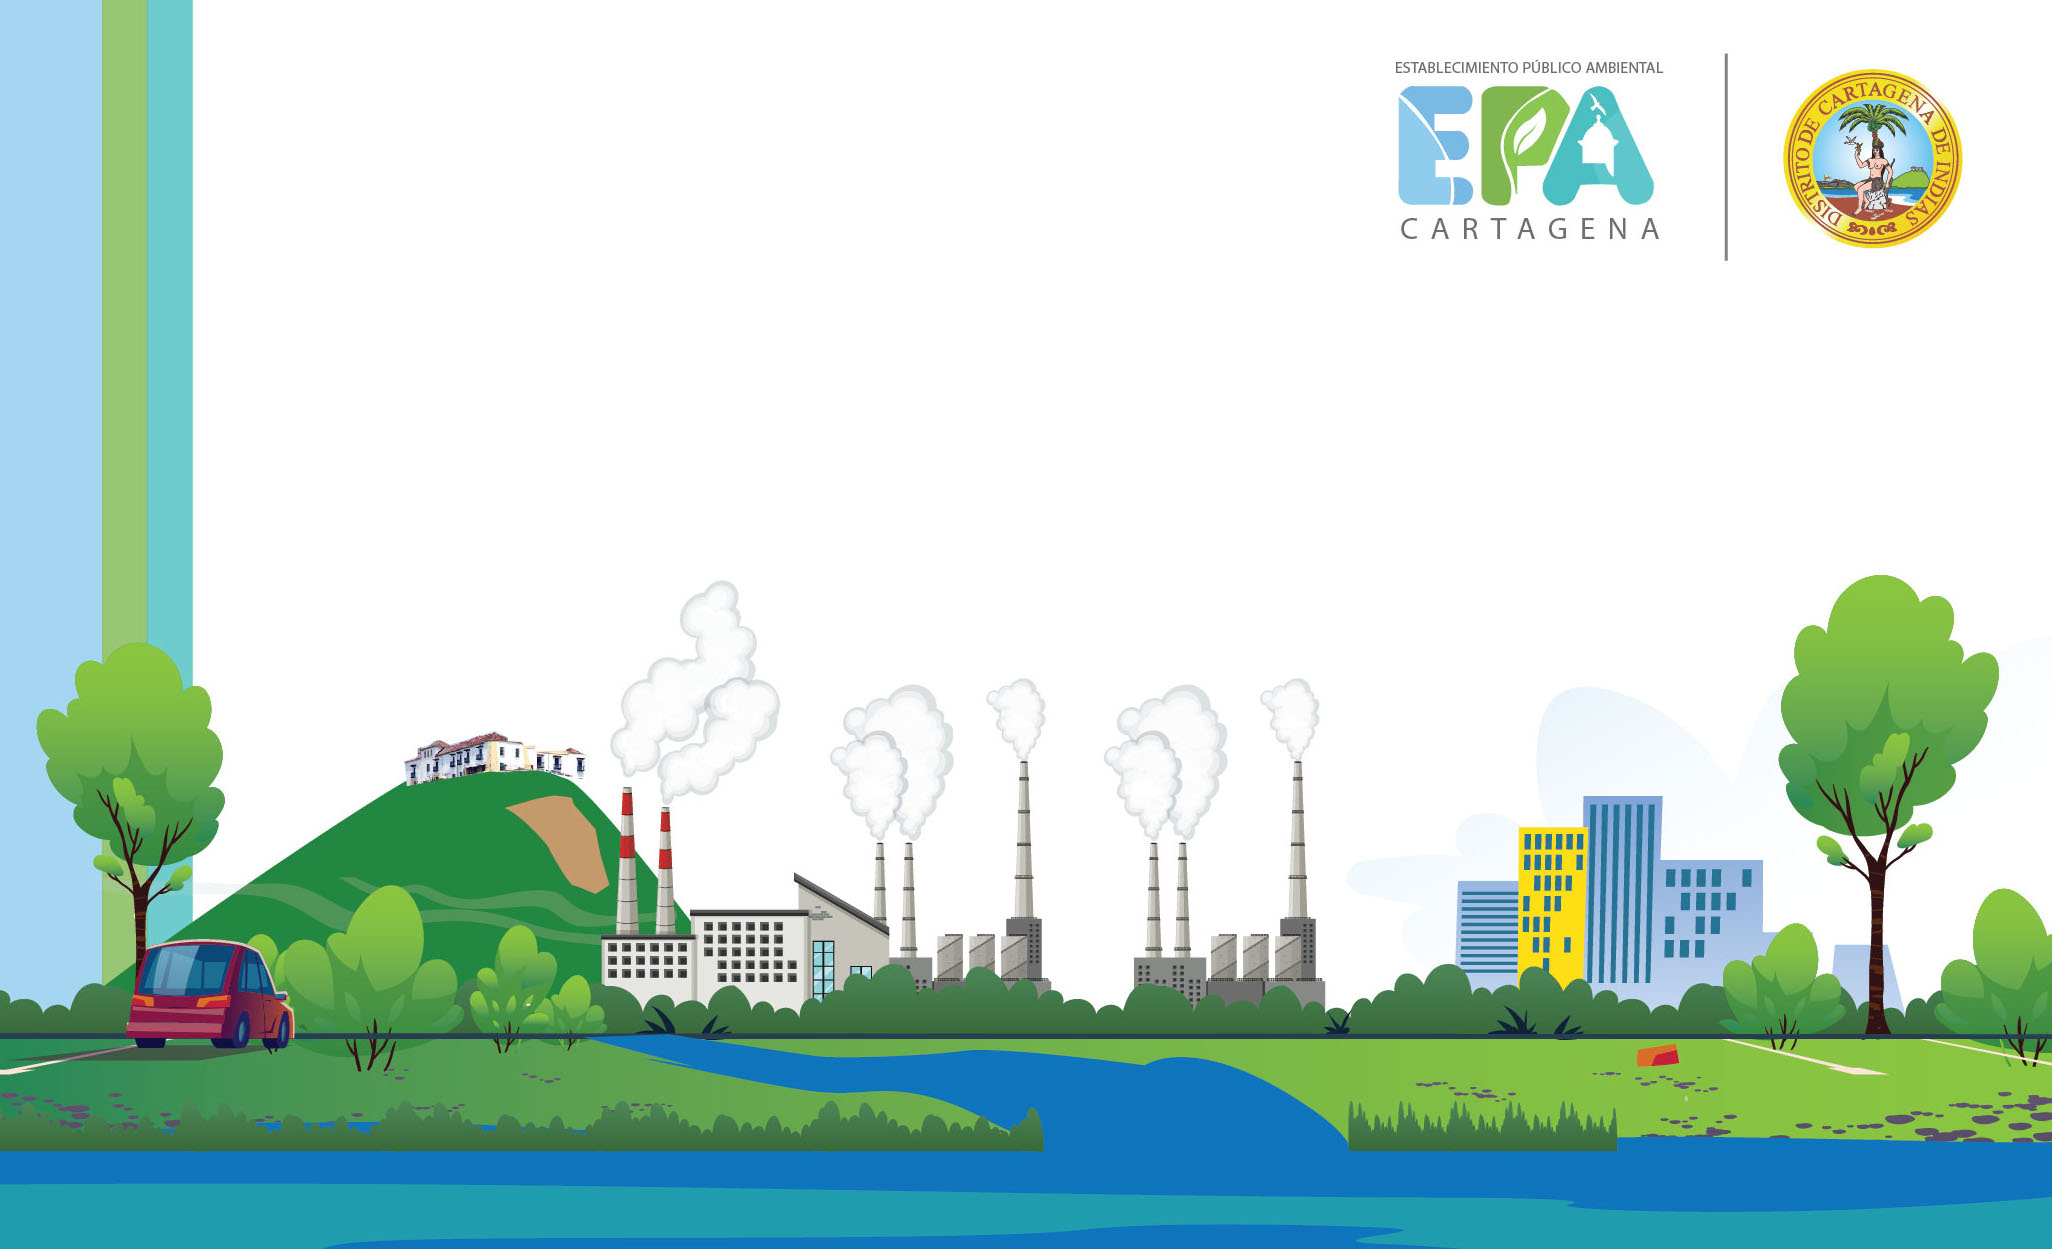 ESTABLECIMIENTO PÚBLICO AMBIENTAL
EPA
CARTAGENA
DISTRITO DE CARTAGENA DE INDIAS